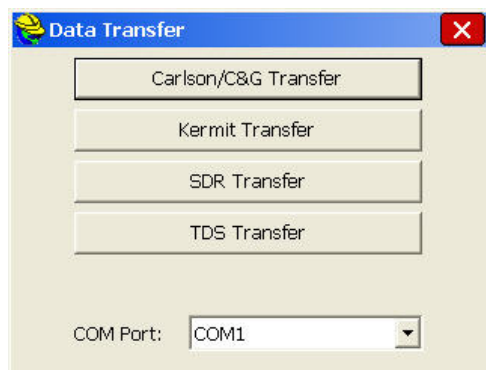 Data Transfer
Carlson/C&G Transfer
Kermit Transfer
SDR Transfer
TDS Transfer
COM Port: COM1